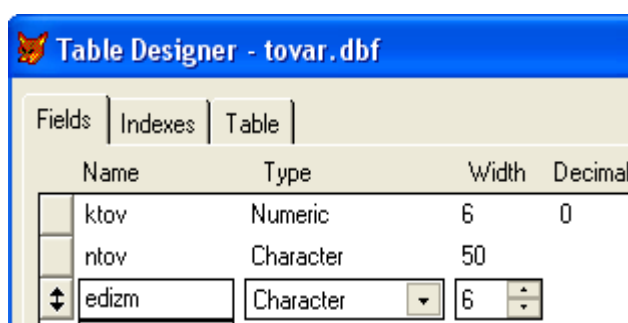 Table Designer - tovar.dbf
Fields Indexes Table
Name Type Width Decimal
ktov Numeric 6 0
ntov Character 50
edizm Character 6